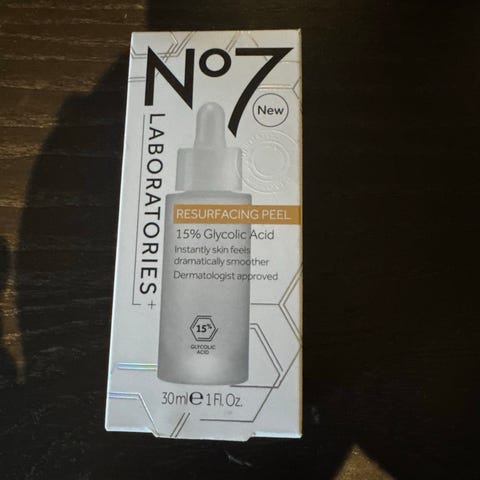 No7
New
LABORATORIES+
RESURFACING PEEL
15% Glycolic Acid
Instantly skin feels
dramatically smoother
Dermatologist approved
15%
GLYCOLIC
ACID
30ml℮1 Fl. Oz.